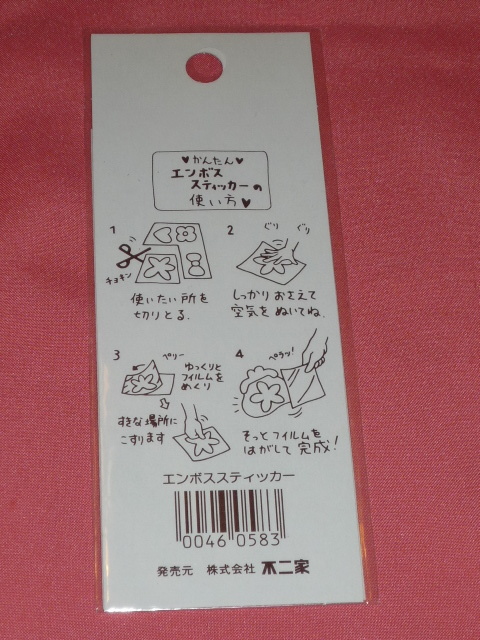 ♥かんたん♥
エンボス
スティッカーの
使い方♥
1
キョキン
使いたい所を
切りとる.
2
ぐり ぐり
しっかりおさえて
空気をぬいてね.
3
ペリー
ゆっくりと
フィルムを
めくり
すきな場所に
こすります
4
ペラッ!
そっとフィルムを
はがして完成!
エンボススティッカー
0046 0583
発売元 株式会社 不二家